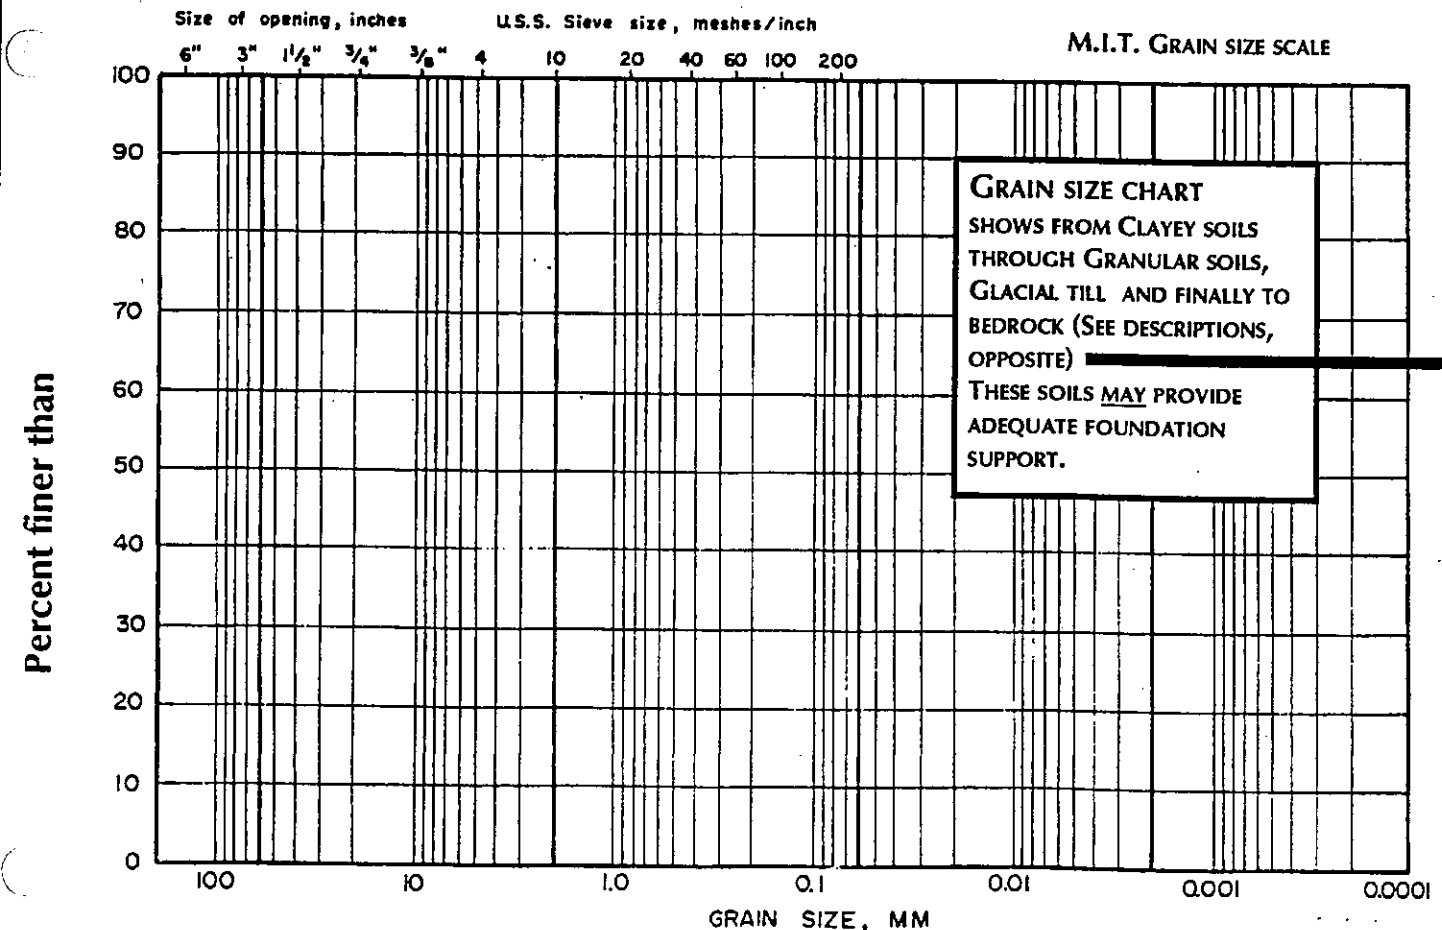 Size of opening, inches U.S.S. Sieve size, meshes/inch
M.I.T. GRAIN SIZE SCALE
6" 3" 1½" ¾" ⅜" 4 10 20 40 60 100 200
100
90
80
70
60
50
40
30
20
10
0
Percent finer than
GRAIN SIZE CHART
SHOWS FROM CLAYEY SOILS
THROUGH GRANULAR SOILS,
GLACIAL TILL AND FINALLY TO
BEDROCK (SEE DESCRIPTIONS,
OPPOSITE)
THESE SOILS MAY PROVIDE
ADEQUATE FOUNDATION
SUPPORT.
100 10 1.0 0.1 0.01 0.001 0.0001
GRAIN SIZE, MM